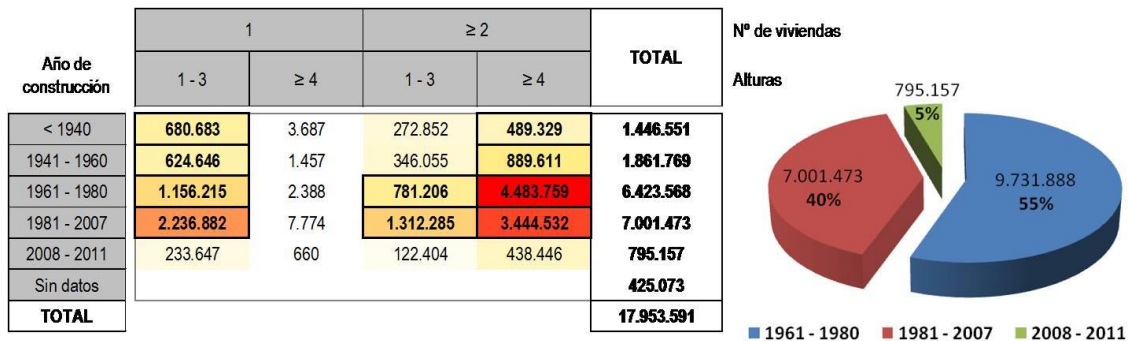 1 ≥ 2 TOTAL Nº de viviendas
Año de construcción 1 - 3 ≥ 4 1 - 3 ≥ 4 Alturas
< 1940 680.683 3.687 272.852 489.329 1.446.551
1941 - 1960 624.646 1.457 346.055 889.611 1.861.769
1961 - 1980 1.156.215 2.388 781.206 4.483.759 6.423.568
1981 - 2007 2.236.882 7.774 1.312.285 3.444.532 7.001.473
2008 - 2011 233.647 660 122.404 438.446 795.157
Sin datos 425.073
TOTAL 17.953.591
795.157
5%
7.001.473
40%
9.731.888
55%
1961 - 1980 1981 - 2007 2008 - 2011